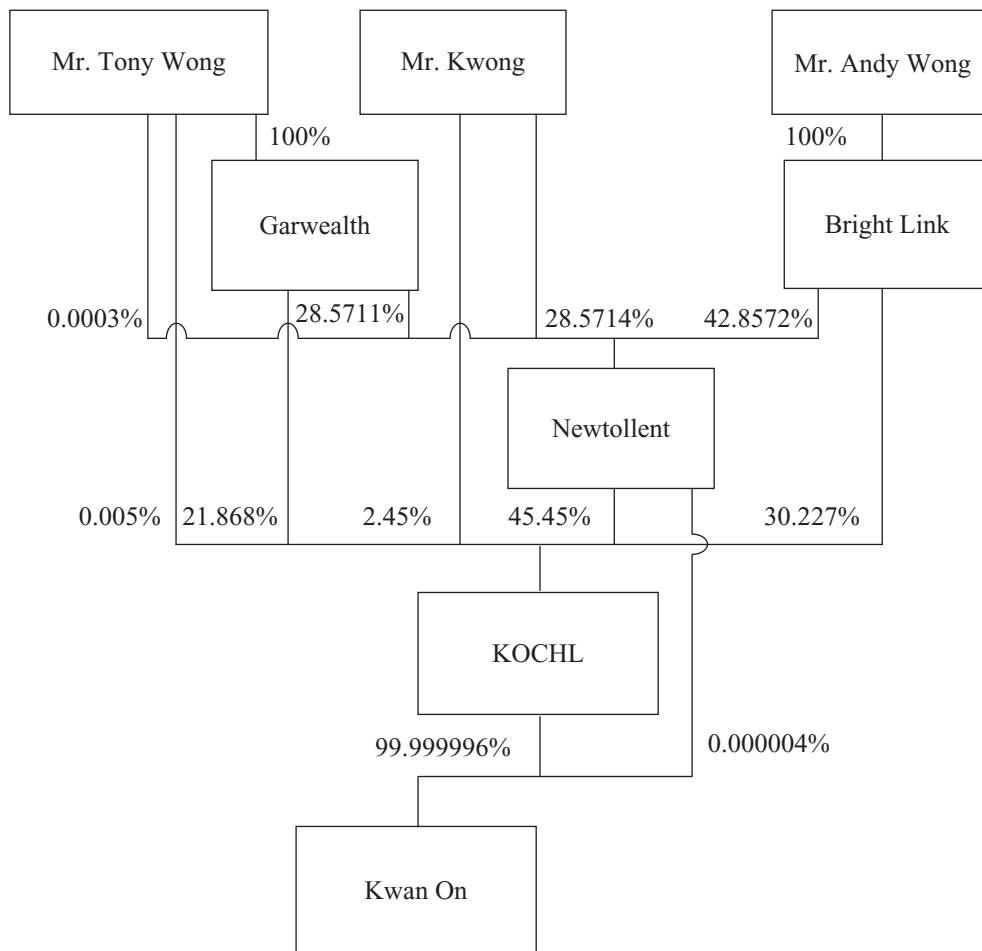 Mr. Tony Wong
Mr. Kwong
Mr. Andy Wong
100%
100%
Garwealth
Bright Link
0.0003%
28.5711%
28.5714%
42.8572%
Newtollent
0.005%
21.868%
2.45%
45.45%
30.227%
KOCHL
99.999996%
0.000004%
Kwan On